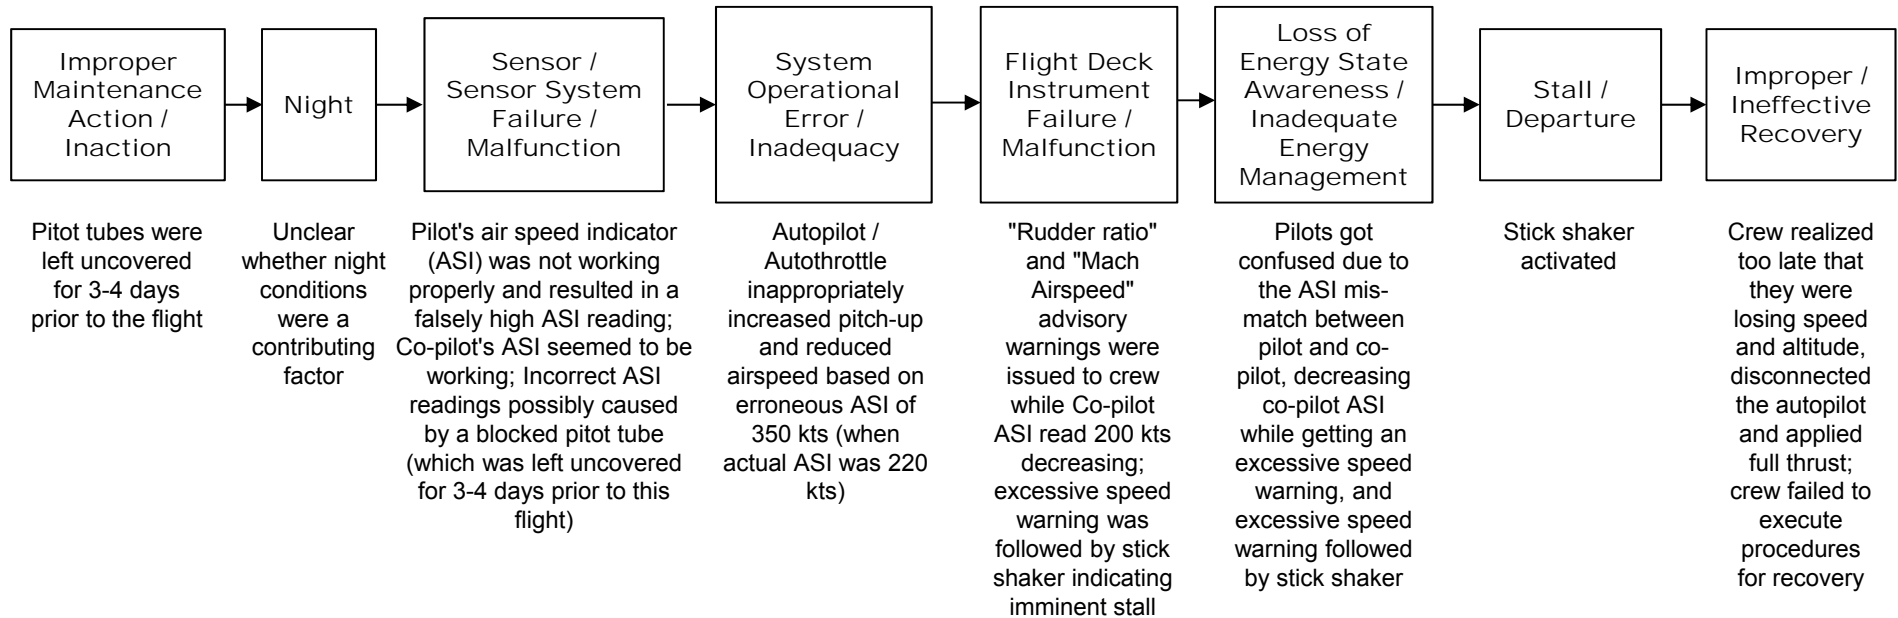 Improper
Maintenance
Action /
Inaction
Night
Sensor /
Sensor System
Failure /
Malfunction
System
Operational
Error /
Inadequacy
Flight Deck
Instrument
Failure /
Malfunction
Loss of
Energy State
Awareness /
Inadequate
Energy
Management
Stall /
Departure
Improper /
Ineffective
Recovery
Pitot tubes were
left uncovered
for 3-4 days
prior to the flight
Unclear
whether night
conditions
were a
contributing
factor
Pilot's air speed indicator
(ASI) was not working
properly and resulted in a
falsely high ASI reading;
Co-pilot's ASI seemed to be
working; Incorrect ASI
readings possibly caused
by a blocked pitot tube
(which was left uncovered
for 3-4 days prior to this
flight)
Autopilot /
Autothrottle
inappropriately
increased pitch-up
and reduced
airspeed based on
erroneous ASI of
350 kts (when
actual ASI was 220
kts)
"Rudder ratio"
and "Mach
Airspeed"
advisory
warnings were
issued to crew
while Co-pilot
ASI read 200 kts
decreasing;
excessive speed
warning was
followed by stick
shaker indicating
imminent stall
Pilots got
confused due to
the ASI mis-
match between
pilot and co-
pilot, decreasing
co-pilot ASI
while getting an
excessive speed
warning, and
excessive speed
warning followed
by stick shaker
Stick shaker
activated
Crew realized
too late that
they were
losing speed
and altitude,
disconnected
the autopilot
and applied
full thrust;
crew failed to
execute
procedures
for recovery